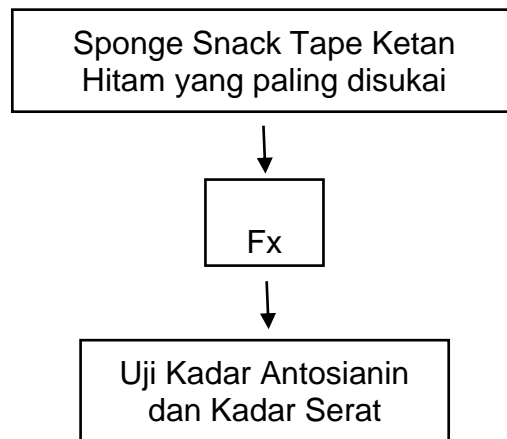 Sponge Snack Tape Ketan
Hitam yang paling disukai
Fx
Uji Kadar Antosianin
dan Kadar Serat